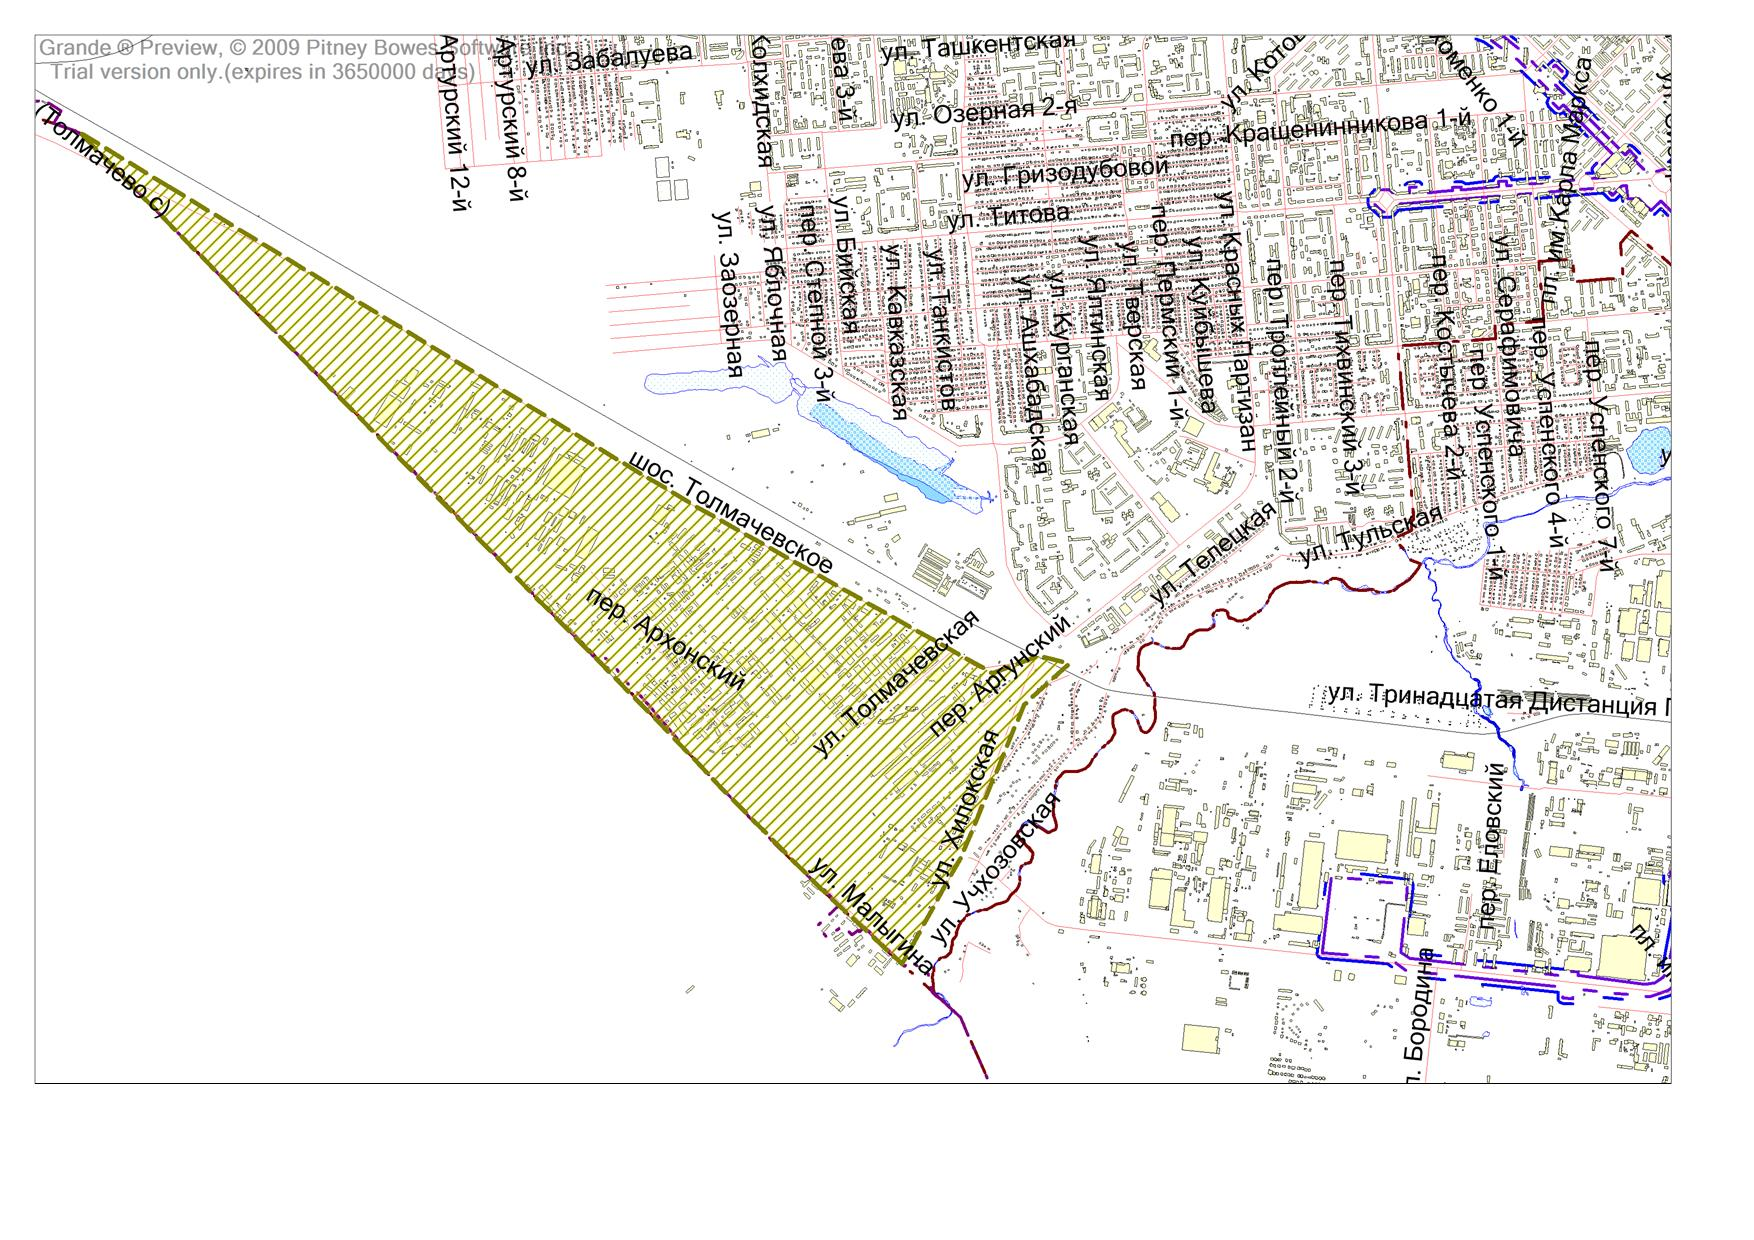 Grande ® Preview, © 2009 Pitney Bowes Software Inc.
Trial version only.(expires in 3650000 days)
(Толмачево с)
Артурский 12-й
Артурский 8-й
ул. Забалуева
ул. Ташкентская
ул. Озерная 2-я
пер. Крашенинникова 1-й
ул. Гризодубовой
ул. Титова
ул. Заозерная
ул. Яблочная
пер. Степной 3-й
ул. Бийская
ул. Кавказская
ул. Танкистов
ул. Ашхабадская
ул. Курганская
ул. Ялтинская
ул. Тверская
пер. Пермский 1-й
ул. Куйбышева
ул. Красных Партизан
пер. Троллейный 2-й
пер. Тихвинский 3-й
пер. Костычева 2-й
ул. Серафимовича
пер. Успенского 1-й
пер. Успенского 4-й
пер. Успенского 7-й
шос. Толмачевское
ул. Телецкая
ул. Тульская
пер. Архонский
ул. Толмачевская
пер. Аргунский
ул. Тринадцатая Дистанция
ул. Хилокская
ул. Учхозовская
пер. Еловский
ул. Малыгина
л. Бородина
пл.